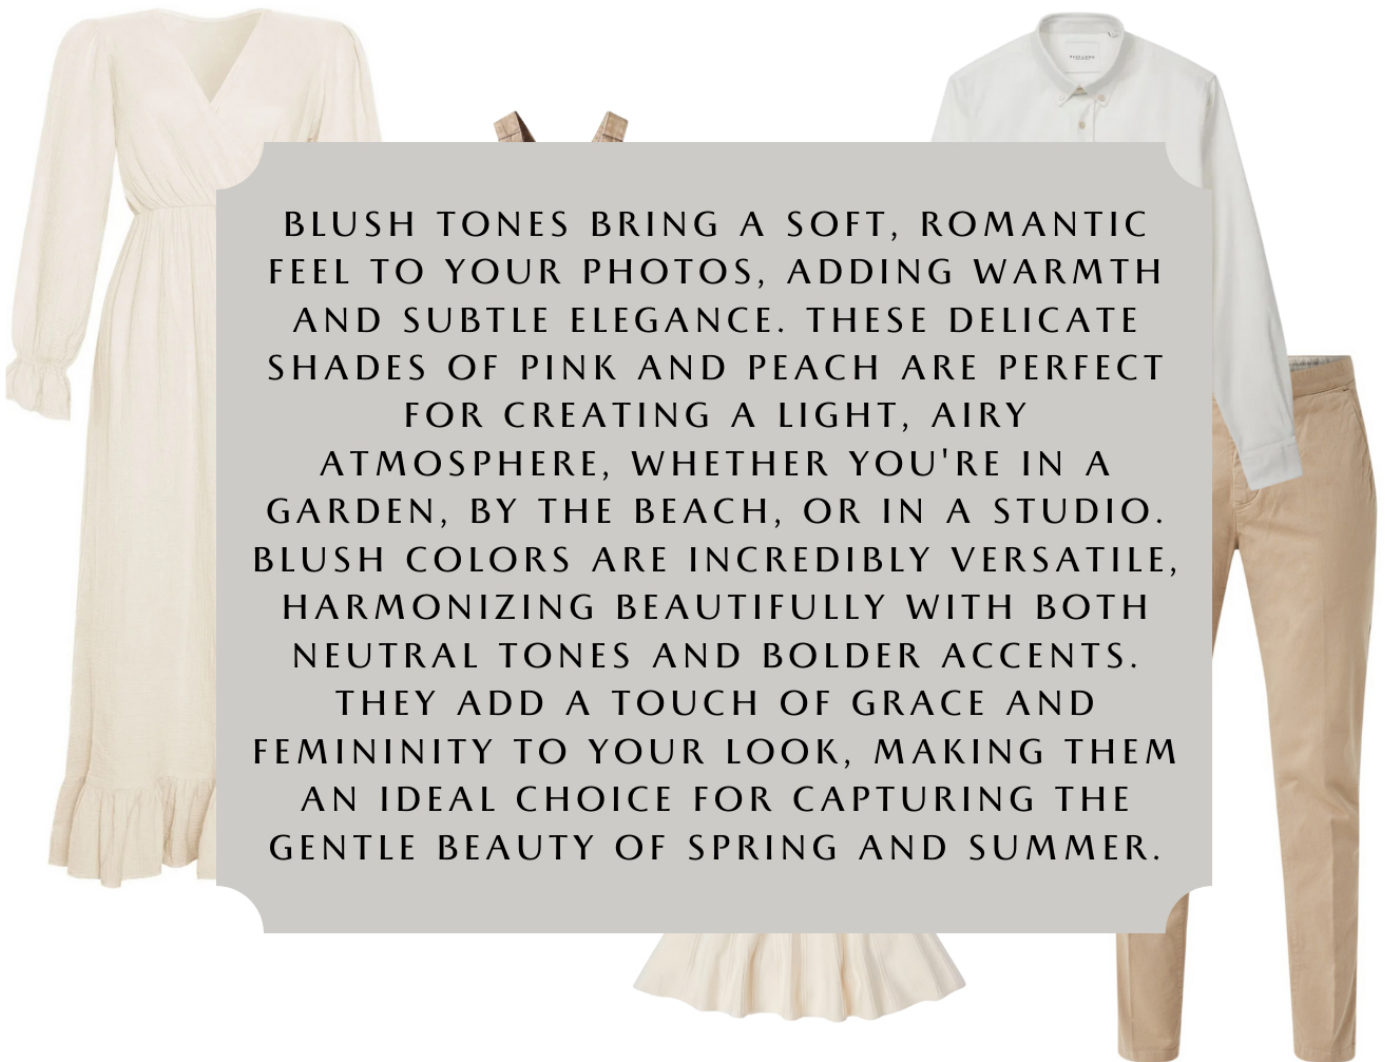 BLUSH TONES BRING A SOFT, ROMANTIC
FEEL TO YOUR PHOTOS, ADDING WARMTH
AND SUBTLE ELEGANCE. THESE DELICATE
SHADES OF PINK AND PEACH ARE PERFECT
FOR CREATING A LIGHT, AIRY
ATMOSPHERE, WHETHER YOU'RE IN A
GARDEN, BY THE BEACH, OR IN A STUDIO.
BLUSH COLORS ARE INCREDIBLY VERSATILE,
HARMONIZING BEAUTIFULLY WITH BOTH
NEUTRAL TONES AND BOLDER ACCENTS.
THEY ADD A TOUCH OF GRACE AND
FEMININITY TO YOUR LOOK, MAKING THEM
AN IDEAL CHOICE FOR CAPTURING THE
GENTLE BEAUTY OF SPRING AND SUMMER.